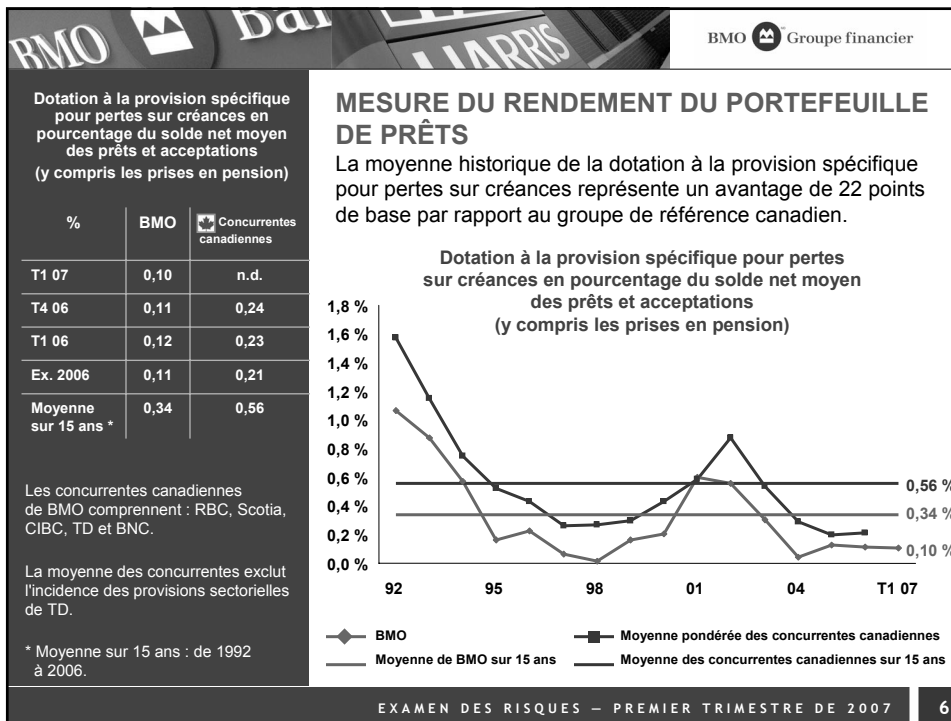 BMO
Ban
HARRIS
BMO Groupe financier
Dotation à la provision spécifique
pour pertes sur créances en
pourcentage du solde net moyen
des prêts et acceptations
(y compris les prises en pension)
% BMO Concurrentes
canadiennes
T1 07 0,10 n.d.
T4 06 0,11 0,24
T1 06 0,12 0,23
Ex. 2006 0,11 0,21
Moyenne 0,34 0,56
sur 15 ans *
Les concurrentes canadiennes
de BMO comprennent : RBC, Scotia,
CIBC, TD et BNC.
La moyenne des concurrentes exclut
l'incidence des provisions sectorielles
de TD.
* Moyenne sur 15 ans : de 1992
à 2006.
MESURE DU RENDEMENT DU PORTEFEUILLE
DE PRÊTS
La moyenne historique de la dotation à la provision spécifique
pour pertes sur créances représente un avantage de 22 points
de base par rapport au groupe de référence canadien.
Dotation à la provision spécifique pour pertes
sur créances en pourcentage du solde net moyen
des prêts et acceptations
(y compris les prises en pension)
1,8 %
1,6 %
1,4 %
1,2 %
1,0 %
0,8 %
0,6 %
0,4 %
0,2 %
0,0 %
0,56 %
0,34 %
0,10 %
92 95 98 01 04 T1 07
BMO Moyenne pondérée des concurrentes canadiennes
Moyenne de BMO sur 15 ans Moyenne des concurrentes canadiennes sur 15 ans
EXAMEN DES RISQUES – PREMIER TRIMESTRE DE 2007 6